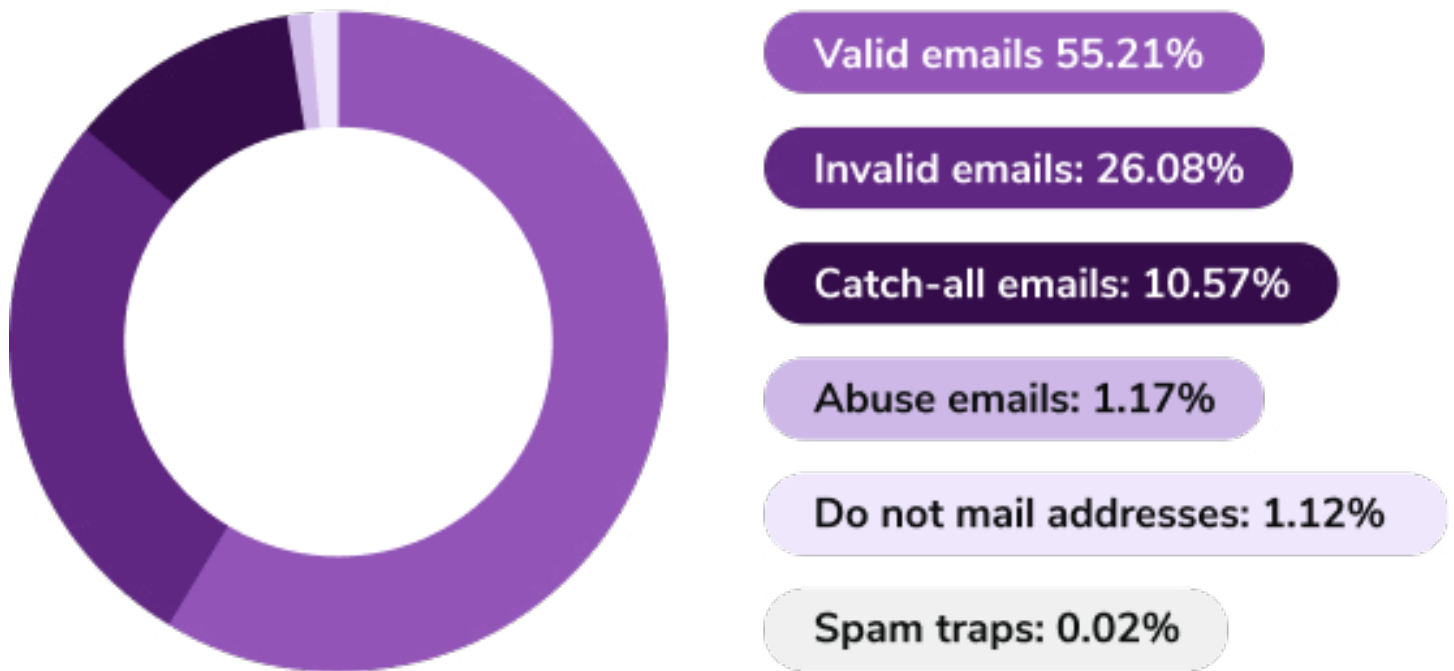 Valid emails 55.21%
Invalid emails: 26.08%
Catch-all emails: 10.57%
Abuse emails: 1.17%
Do not mail addresses: 1.12%
Spam traps: 0.02%